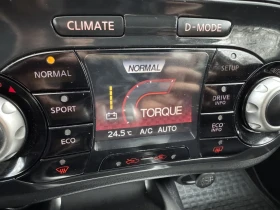 CLIMATE
D-MODE
NORMAL
NORMAL
SETUP
SPORT
TORQUE
DRIVE
INFO
ECO
24.5°C A/C AUTO
ECO
INFO